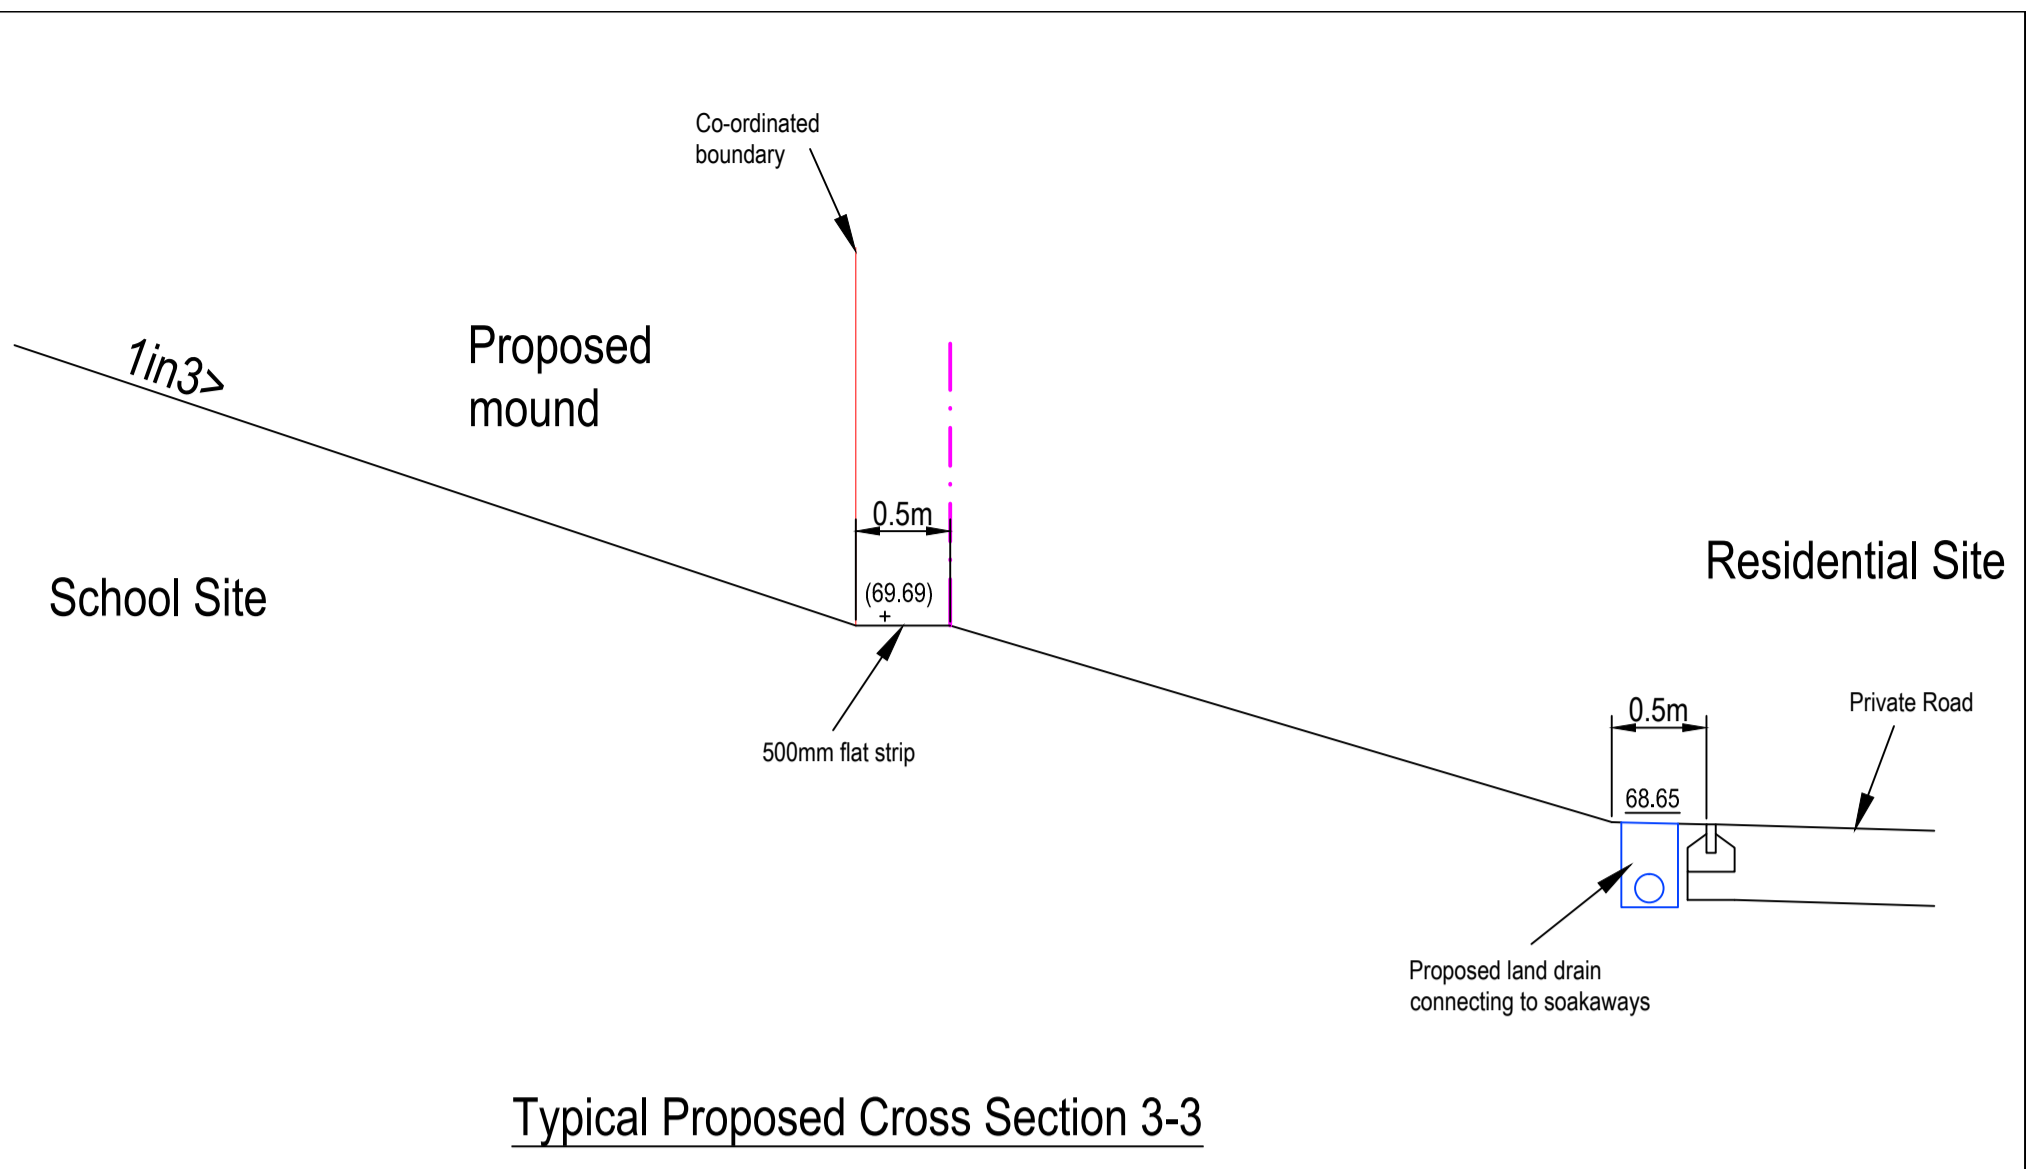 Co-ordinated
boundary
1in3>
Proposed
mound
0.5m
Residential Site
School Site
(69.69)
+
0.5m
Private Road
500mm flat strip
68.65
Proposed land drain
connecting to soakaways
Typical Proposed Cross Section 3-3